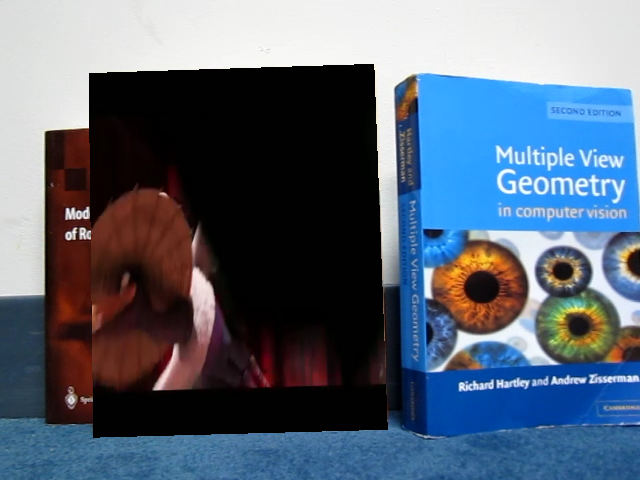 Mod
of Ro
Hartley and
Zisserman
Multiple View Geometry
SECOND EDITION
Multiple View
Geometry
in computer vision
Richard Hartley and Andrew Zisserman
CAMBRIDGE